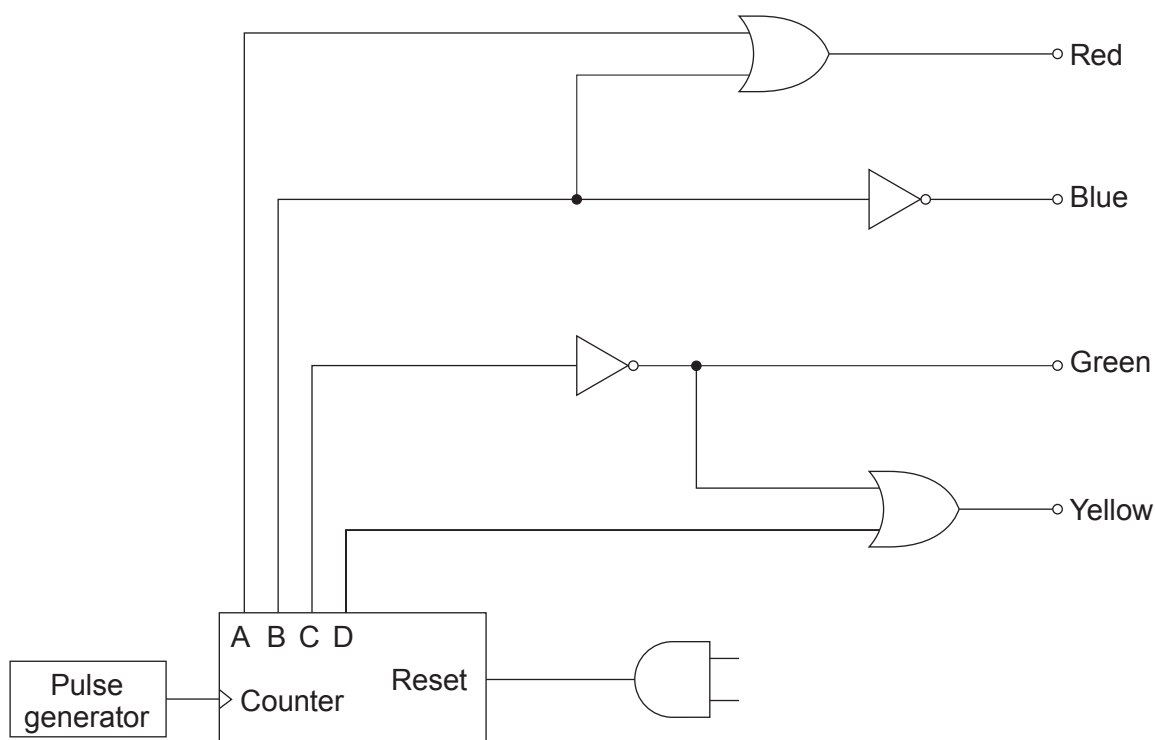 Red
Blue
Green
Yellow
A B C D
Reset
Counter
Pulse
generator